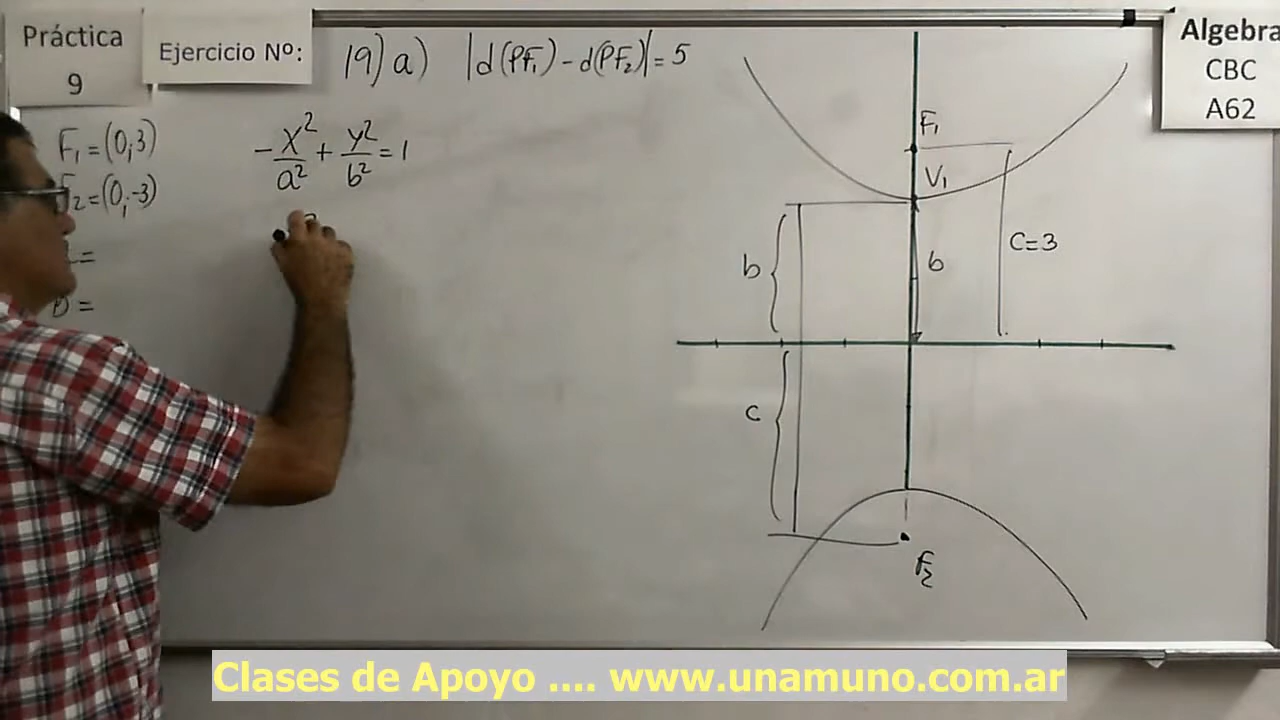 Práctica
9
Ejercicio Nº:
19) a) |d(PF₁) - d(PF₂)| = 5
Algebra
CBC
A62
F₁ = (0,3)
F₂ = (0,-3)
-x²/a² + y²/b² = 1
=
=
F₁
V₁
b
b
C=3
c
F₂
Clases de Apoyo .... www.unamuno.com.ar